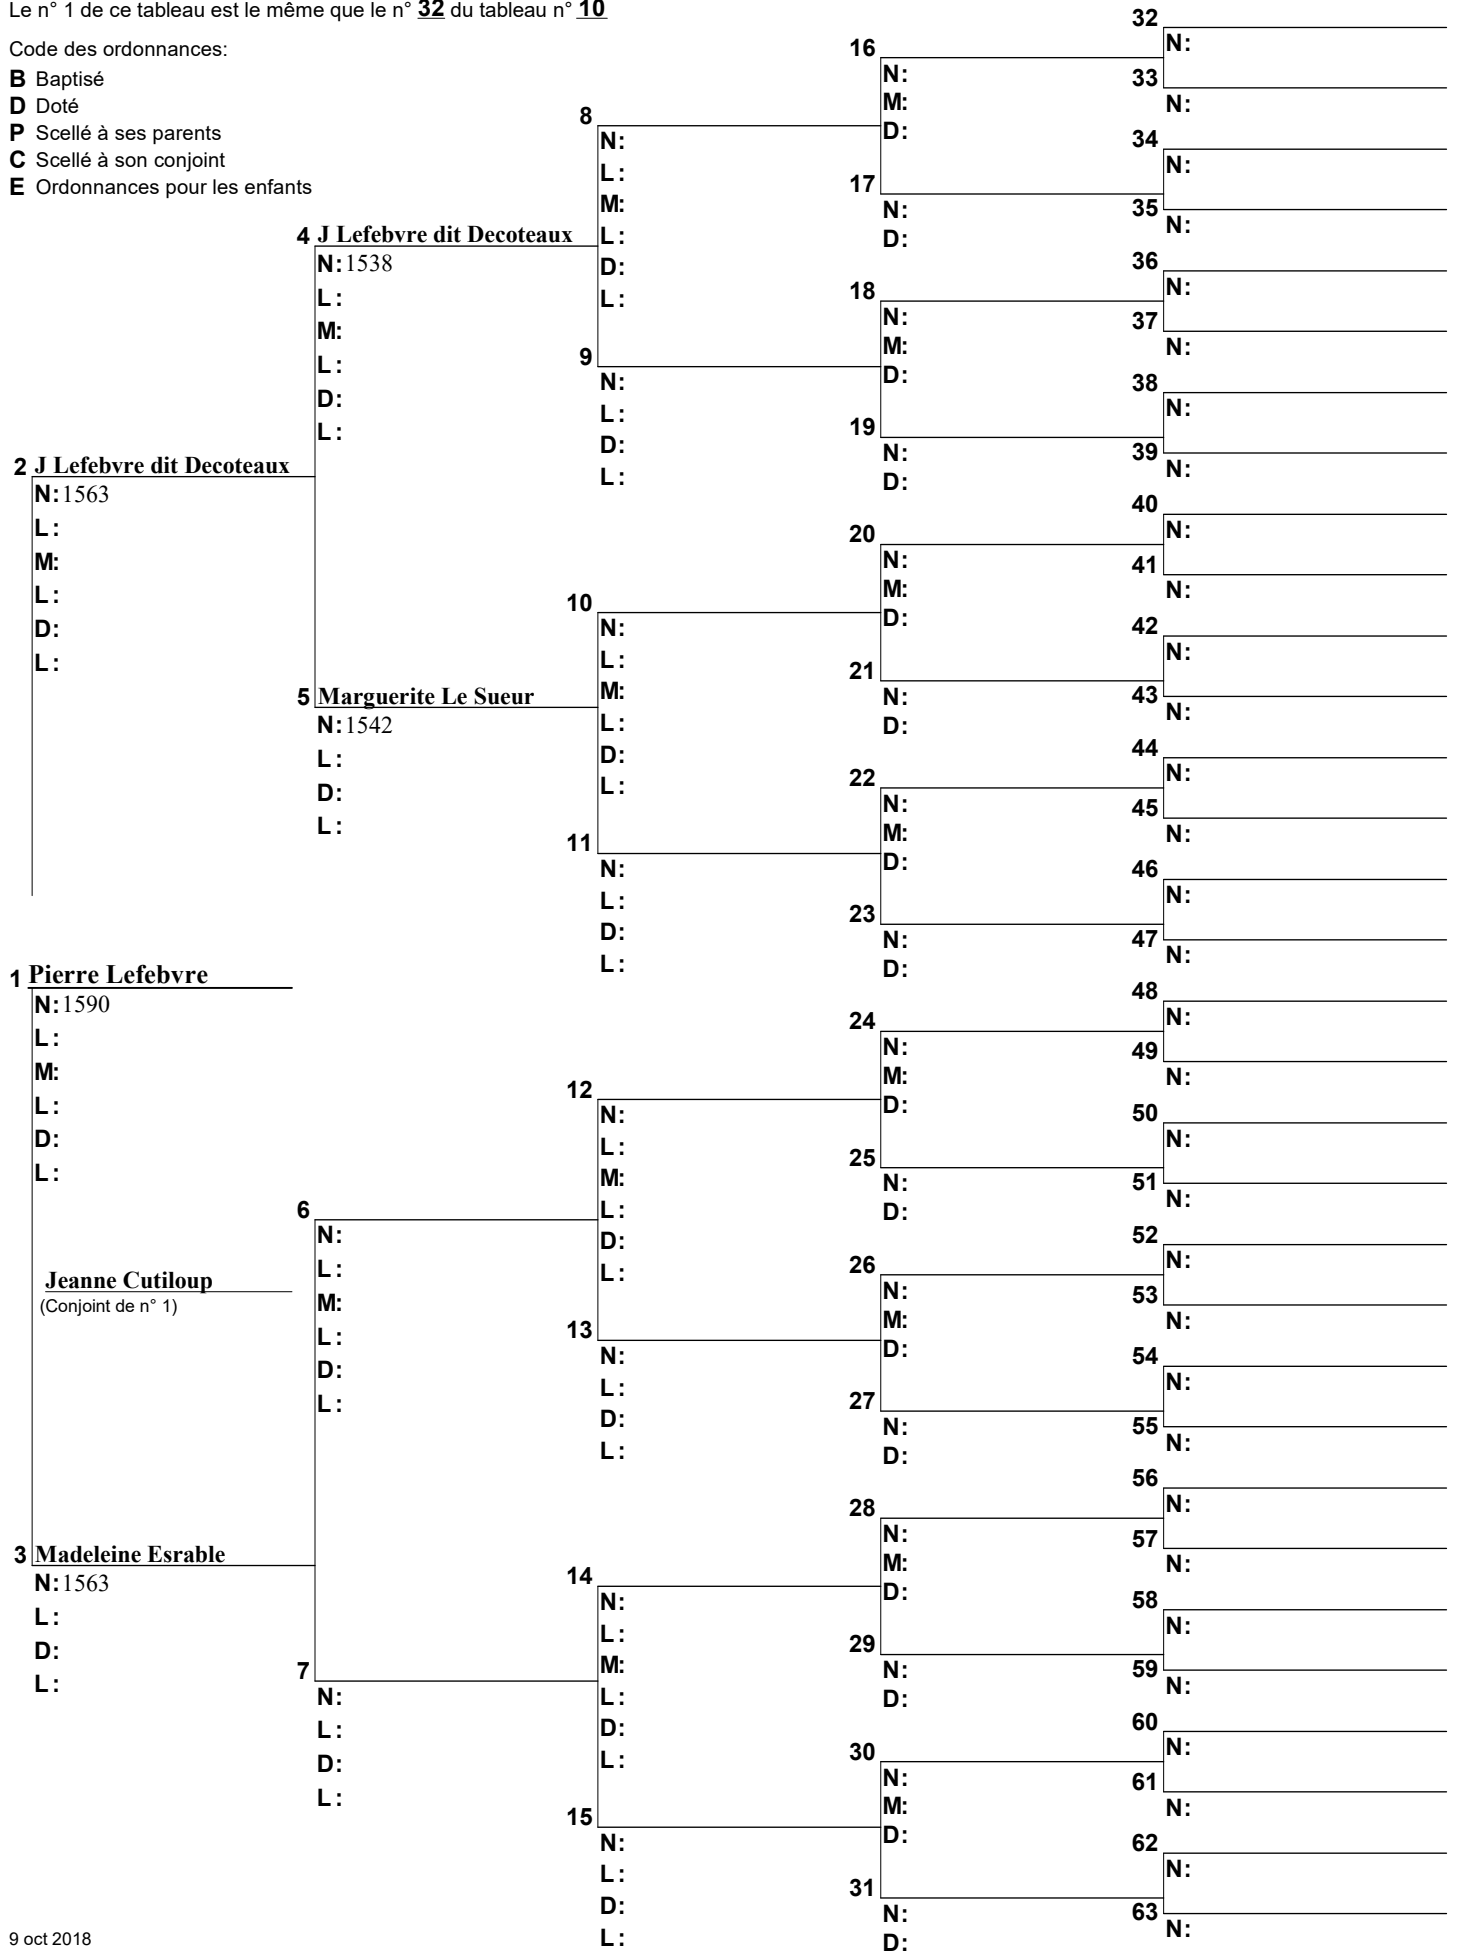 Le n° 1 de ce tableau est le même que le n° 32 du tableau n° 10
Code des ordonnances:
B Baptisé
D Doté
P Scellé à ses parents
C Scellé à son conjoint
E Ordonnances pour les enfants
2 J Lefebvre dit Decoteaux
N: 1563
L:
M:
L:
D:
L:
1 Pierre Lefebvre
N: 1590
L:
M:
L:
D:
L:
Jeanne Cutiloup
(Conjoint de n° 1)
3 Madeleine Esrable
N: 1563
L:
D:
L:
9 oct 2018
4 J Lefebvre dit Decoteaux
N: 1538
L:
M:
L:
D:
L:
5 Marguerite Le Sueur
N: 1542
L:
D:
L:
6
N:
L:
M:
L:
D:
L:
7
N:
L:
D:
L:
8
N:
L:
M:
L:
D:
L:
9
N:
L:
D:
L:
10
N:
L:
M:
L:
D:
L:
11
N:
L:
D:
L:
12
N:
L:
M:
L:
D:
L:
13
N:
L:
D:
L:
14
N:
L:
M:
L:
D:
L:
15
N:
L:
D:
L:
16
N:
M:
D:
17
N:
D:
18
N:
M:
D:
19
N:
D:
20
N:
M:
D:
21
N:
D:
22
N:
M:
D:
23
N:
D:
24
N:
M:
D:
25
N:
D:
26
N:
M:
D:
27
N:
D:
28
N:
M:
D:
29
N:
D:
30
N:
M:
D:
31
N:
D:
32
N:
33
N:
34
N:
35
N:
36
N:
37
N:
38
N:
39
N:
40
N:
41
N:
42
N:
43
N:
44
N:
45
N:
46
N:
47
N:
48
N:
49
N:
50
N:
51
N:
52
N:
53
N:
54
N:
55
N:
56
N:
57
N:
58
N:
59
N:
60
N:
61
N:
62
N:
63
N: